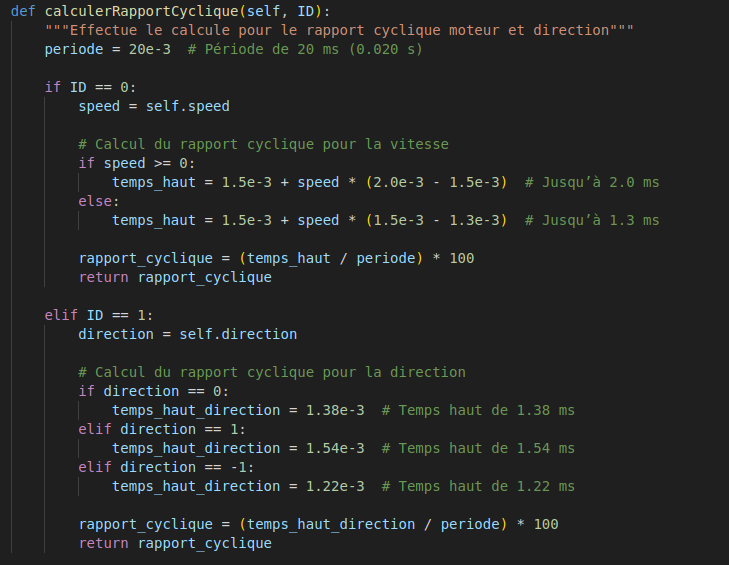 def calculerRapportCyclique(self, ID):
    """Effectue le calcule pour le rapport cyclique moteur et direction"""
    periode = 20e-3  # Période de 20 ms (0.020 s)

    if ID == 0:
        speed = self.speed

        # Calcul du rapport cyclique pour la vitesse
        if speed >= 0:
            temps_haut = 1.5e-3 + speed * (2.0e-3 - 1.5e-3)  # Jusqu’à 2.0 ms
        else:
            temps_haut = 1.5e-3 + speed * (1.5e-3 - 1.3e-3)  # Jusqu’à 1.3 ms

        rapport_cyclique = (temps_haut / periode) * 100
        return rapport_cyclique

    elif ID == 1:
        direction = self.direction

        # Calcul du rapport cyclique pour la direction
        if direction == 0:
            temps_haut_direction = 1.38e-3  # Temps haut de 1.38 ms
        elif direction == 1:
            temps_haut_direction = 1.54e-3  # Temps haut de 1.54 ms
        elif direction == -1:
            temps_haut_direction = 1.22e-3  # Temps haut de 1.22 ms

        rapport_cyclique = (temps_haut_direction / periode) * 100
        return rapport_cyclique